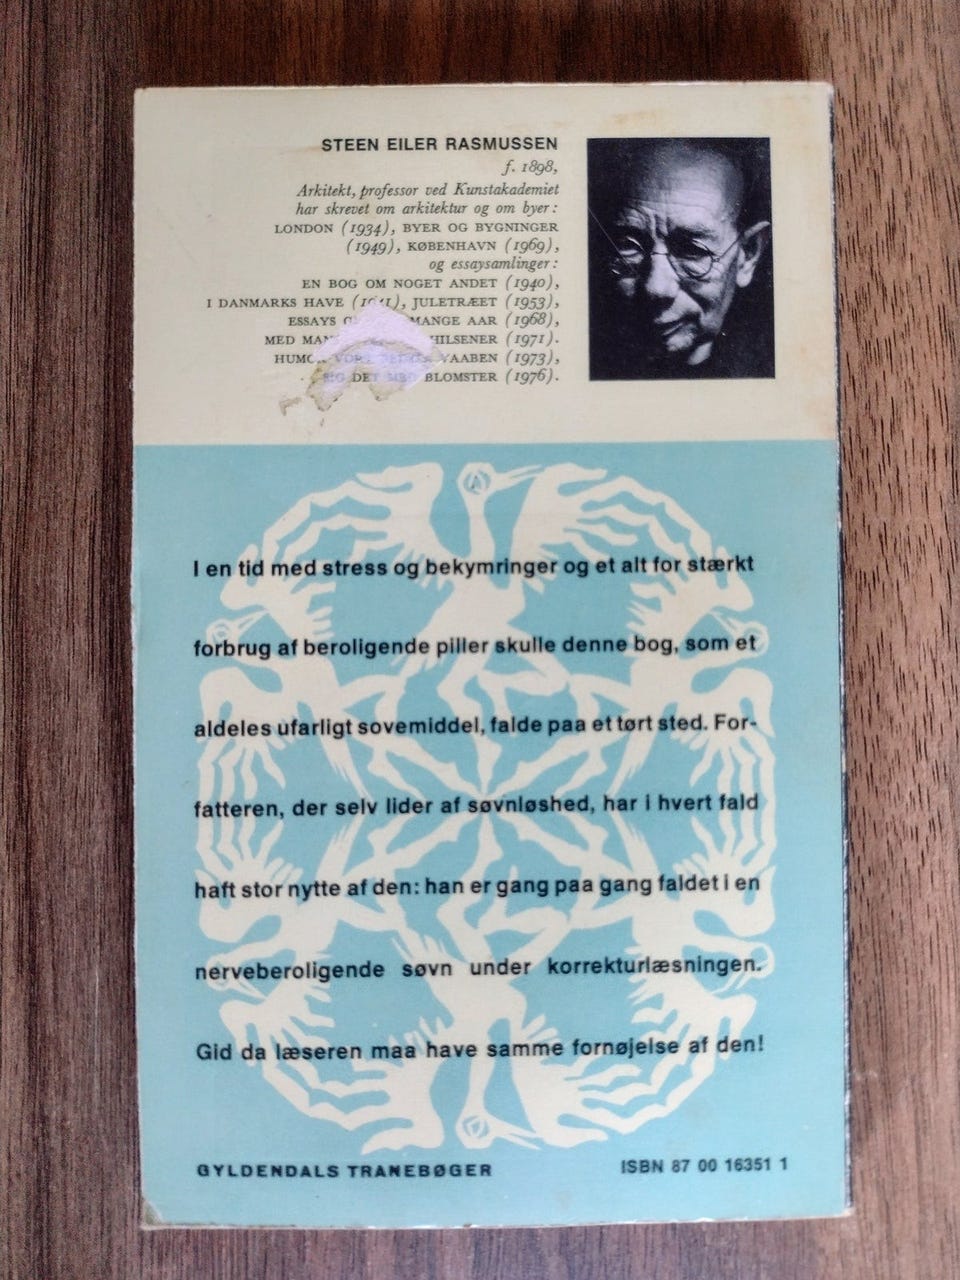 STEEN EILER RASMUSSEN
f. 1898,
Arkitekt, professor ved Kunstakademiet
har skrevet om arkitektur og om byer:
LONDON (1934), BYER OG BYGNINGER
(1949), KØBENHAVN (1969),
og essaysamlinger:
EN BOG OM NOGET ANDET (1940),
I DANMARKS HAVE (1941), JULETRÆET (1953),
ESSAYS MANGE AAR (1968),
MED (1971).
VAABEN (1973),
DET BLOMSTER (1976).
I en tid med stress og bekymringer og et alt for stærkt
forbrug af beroligende piller skulle denne bog, som et
aldeles ufarligt sovemiddel, falde paa et tørt sted. For-
fatteren, der selv lider af søvnløshed, har i hvert fald
haft stor nytte af den: han er gang paa gang faldet i en
nerveberoligende søvn under korrekturlæsningen.
Gid da læseren maa have samme fornøjelse af den!
GYLDENDALS TRANEBØGER
ISBN 87 00 16351 1